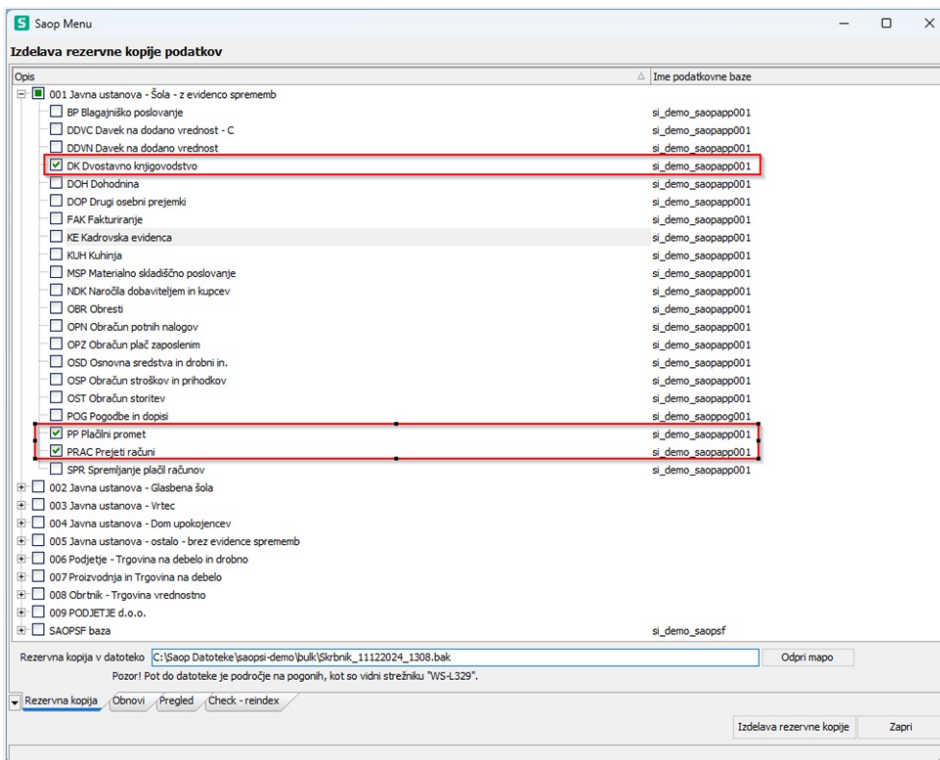 Saop Menu
Izdelava rezervne kopije podatkov
Opis Ime podatkovne baze
001 Javna ustanova - Šola - z evidenco sprememb
BP Blagajniško poslovanje si_demo_saopapp001
DDVC Davek na dodano vrednost - C si_demo_saopapp001
DDVN Davek na dodano vrednost si_demo_saopapp001
DK Dvostavno knjigovodstvo si_demo_saopapp001
DOH Dohodnina si_demo_saopapp001
DOP Drugi osebni prejemki si_demo_saopapp001
FAK Fakturiranje si_demo_saopapp001
KE Kadrovska evidenca si_demo_saopapp001
KUH Kuhinja si_demo_saopapp001
MSP Materialno skladiščno poslovanje si_demo_saopapp001
NDK Naročila dobaviteljem in kupcev si_demo_saopapp001
OBR Obresti si_demo_saopapp001
OPN Obračun potnih nalogov si_demo_saopapp001
OPZ Obračun plač zaposlenim si_demo_saopapp001
OSD Osnovna sredstva in drobni in. si_demo_saopapp001
OSP Obračun stroškov in prihodkov si_demo_saopapp001
OST Obračun storitev si_demo_saopapp001
POG Pogodbe in dopisi si_demo_saoppog001
PP Plačilni promet si_demo_saopapp001
PRAC Prejeti računi si_demo_saopapp001
SPR Spremljanje plačil računov si_demo_saopapp001
002 Javna ustanova - Glasbena šola
003 Javna ustanova - Vrtec
004 Javna ustanova - Dom upokojencev
005 Javna ustanova - ostalo - brez evidence sprememb
006 Podjetje - Trgovina na debelo in drobno
007 Proizvodnja in Trgovina na debelo
008 Obrtnik - Trgovina vrednostno
009 PODJETJE d.o.o.
SAOPSF baza si_demo_saopsf
Rezervna kopija v datoteko C:\Saop Datoteke\saopsi-demo\bulk\Skrbnik_11122024_1308.bak Odpri mapo
Pozor! Pot do datoteke je področje na pogonih, kot so vidni strežniku "WS-L329".
Rezervna kopija Obnovi Pregled Check - reindex
Izdelava rezervne kopije Zapri